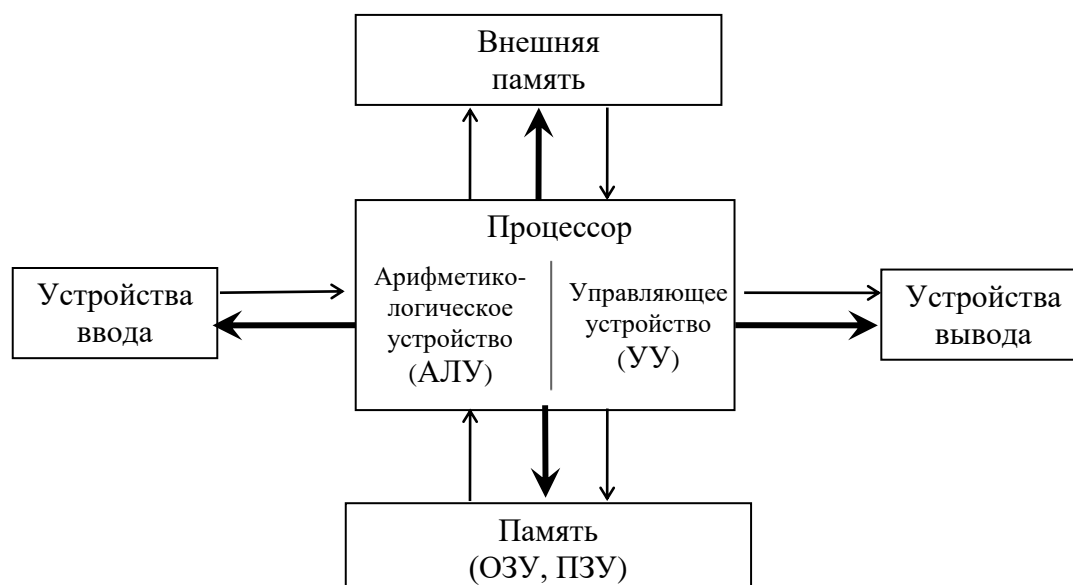 Внешняя
память
Процессор
Арифметико-
логическое
устройство
(АЛУ)
Управляющее
устройство
(УУ)
Устройства
ввода
Устройства
вывода
Память
(ОЗУ, ПЗУ)